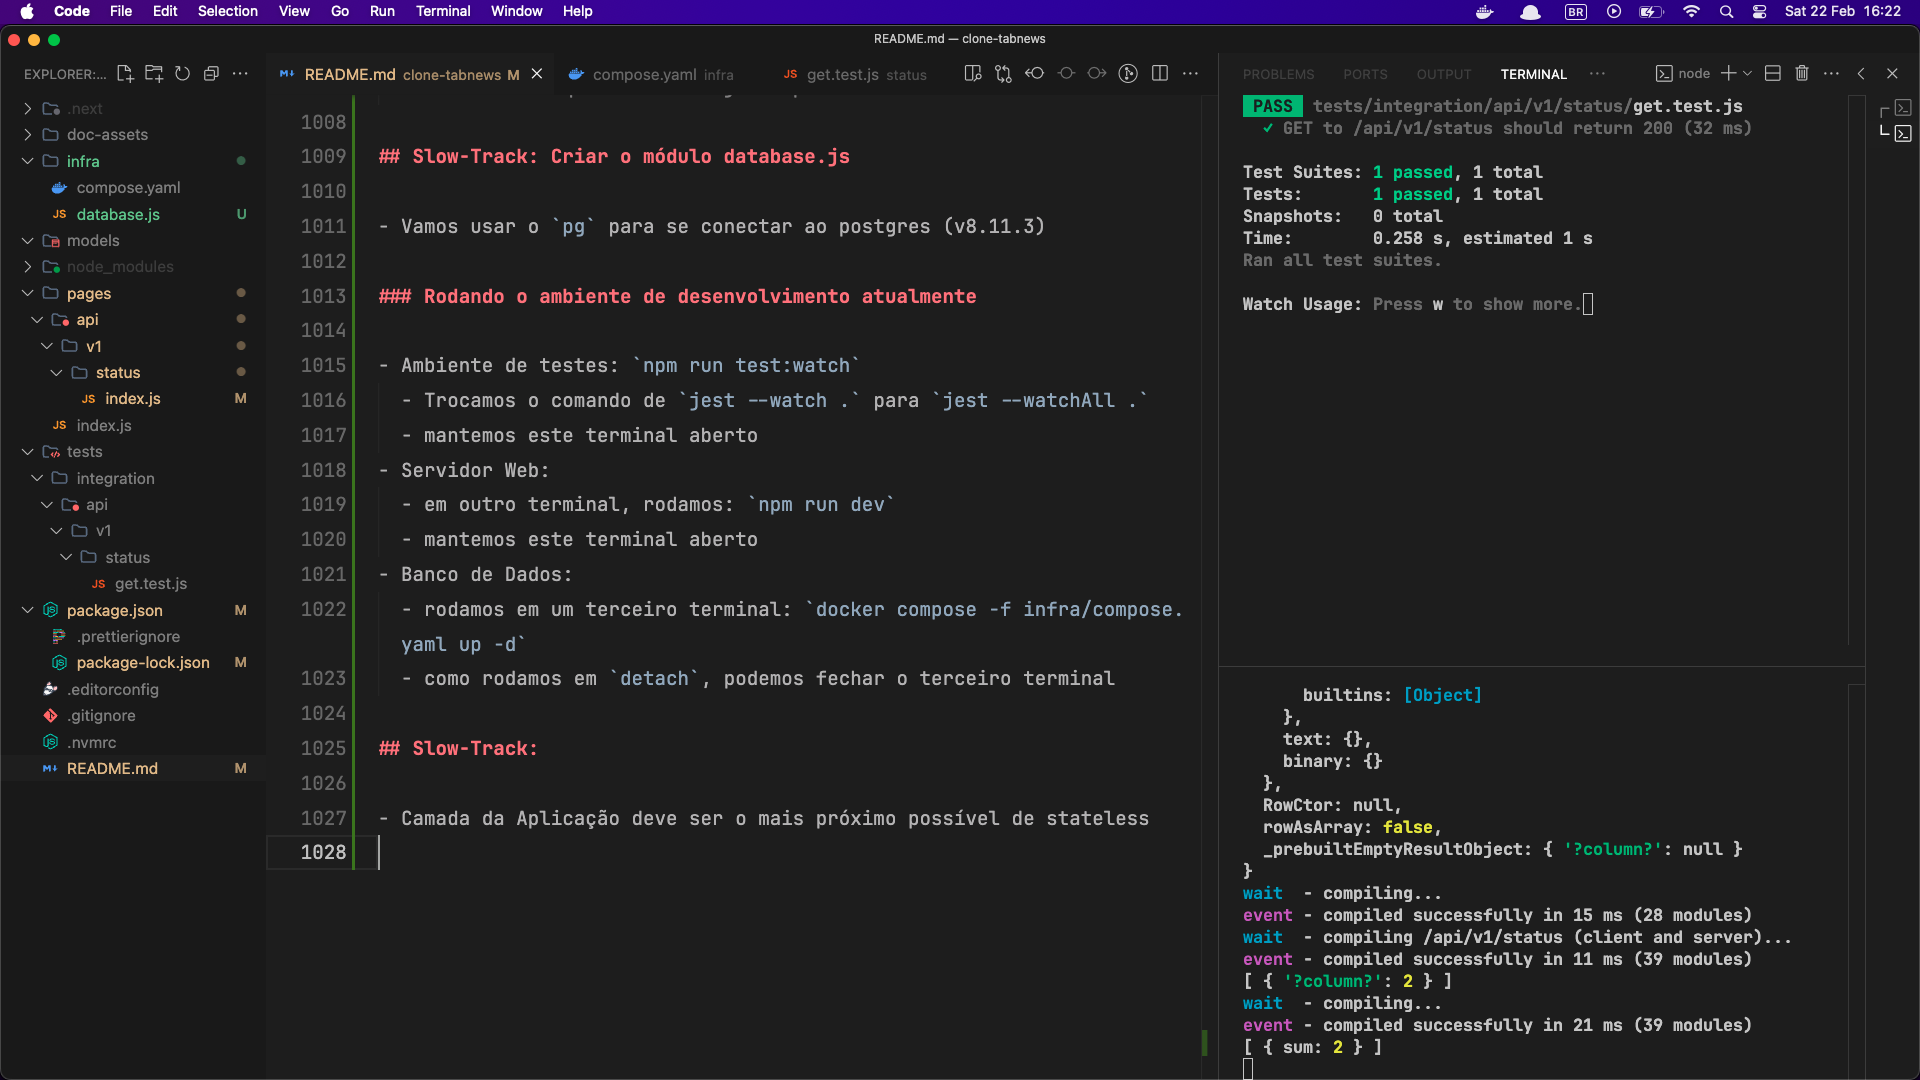 Code File Edit Selection View Go Run Terminal Window Help BR Sat 22 Feb 16:22
README.md — clone-tabnews
EXPLORER:...
.next
doc-assets
infra
compose.yaml
database.js U
models
node_modules
pages
api
v1
status
JS index.js M
JS index.js
tests
integration
api
v1
status
JS get.test.js
package.json M
.prettierignore
package-lock.json M
.editorconfig
.gitignore
.nvmrc
README.md M
README.md clone-tabnews M compose.yaml infra JS get.test.js status
1008
1009 ## Slow-Track: Criar o módulo database.js
1010
1011 - Vamos usar o `pg` para se conectar ao postgres (v8.11.3)
1012
1013 ### Rodando o ambiente de desenvolvimento atualmente
1014
1015 - Ambiente de testes: `npm run test:watch`
1016 - Trocamos o comando de `jest --watch .` para `jest --watchAll .`
1017 - mantemos este terminal aberto
1018 - Servidor Web:
1019 - em outro terminal, rodamos: `npm run dev`
1020 - mantemos este terminal aberto
1021 - Banco de Dados:
1022 - rodamos em um terceiro terminal: `docker compose -f infra/compose.
yaml up -d`
1023 - como rodamos em `detach`, podemos fechar o terceiro terminal
1024
1025 ## Slow-Track:
1026
1027 - Camada da Aplicação deve ser o mais próximo possível de stateless
1028
PROBLEMS PORTS OUTPUT TERMINAL node
PASS tests/integration/api/v1/status/get.test.js
✓ GET to /api/v1/status should return 200 (32 ms)
Test Suites: 1 passed, 1 total
Tests: 1 passed, 1 total
Snapshots: 0 total
Time: 0.258 s, estimated 1 s
Ran all test suites.
Watch Usage: Press w to show more.
builtins: [Object]
},
text: {},
binary: {}
},
RowCtor: null,
rowAsArray: false,
_prebuiltEmptyResultObject: { '?column?': null }
}
wait - compiling...
event - compiled successfully in 15 ms (28 modules)
wait - compiling /api/v1/status (client and server)...
event - compiled successfully in 11 ms (39 modules)
[ { '?column?': 2 } ]
wait - compiling...
event - compiled successfully in 21 ms (39 modules)
[ { sum: 2 } ]